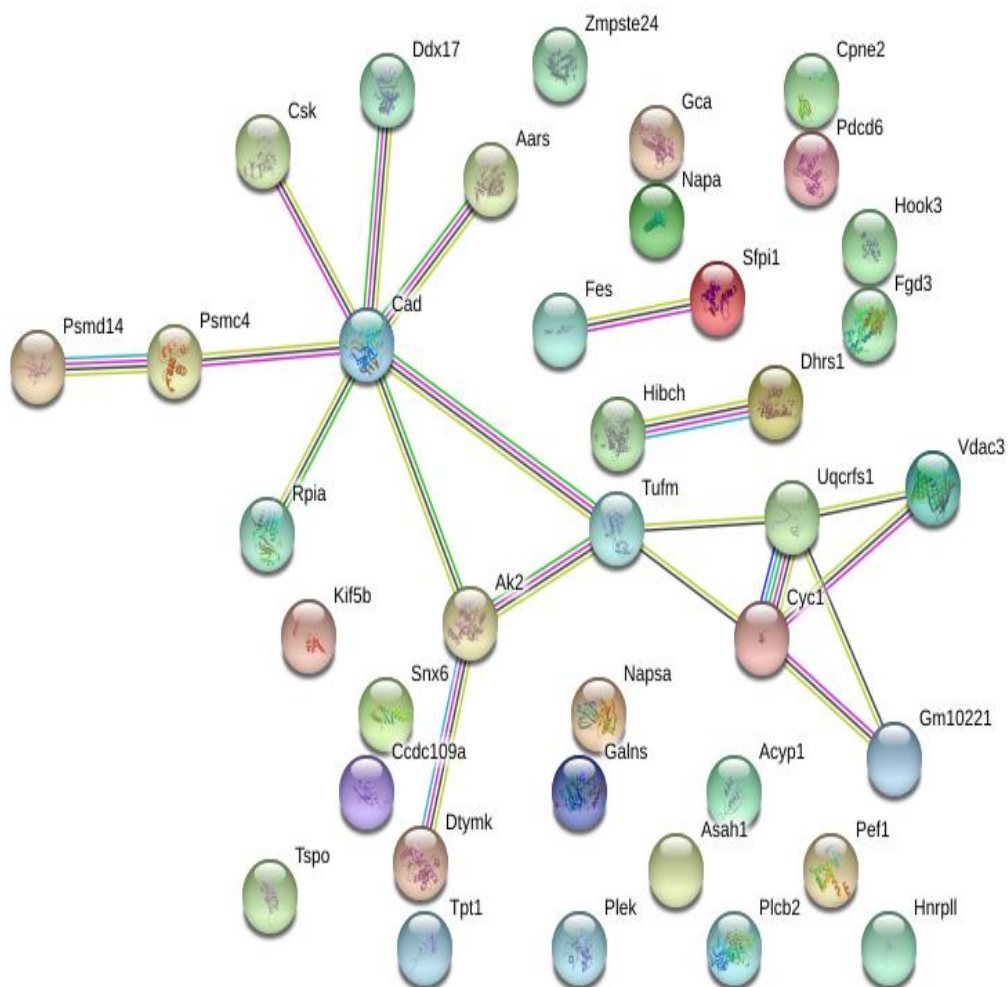 Zmpste24
Ddx17
Cpne2
Csk
Gca
Aars
Pdcd6
Napa
Hook3
Sfpi1
Fes
Fgd3
Cad
Psmd14
Psmc4
Dhrs1
Hibch
Vdac3
Uqcrfs1
Tufm
Rpia
Ak2
Kif5b
Cyc1
Snx6
Napsa
Gm10221
Ccdc109a
Galns
Acyp1
Dtymk
Asah1
Pef1
Tspo
Tpt1
Plek
Plcb2
Hnrpll